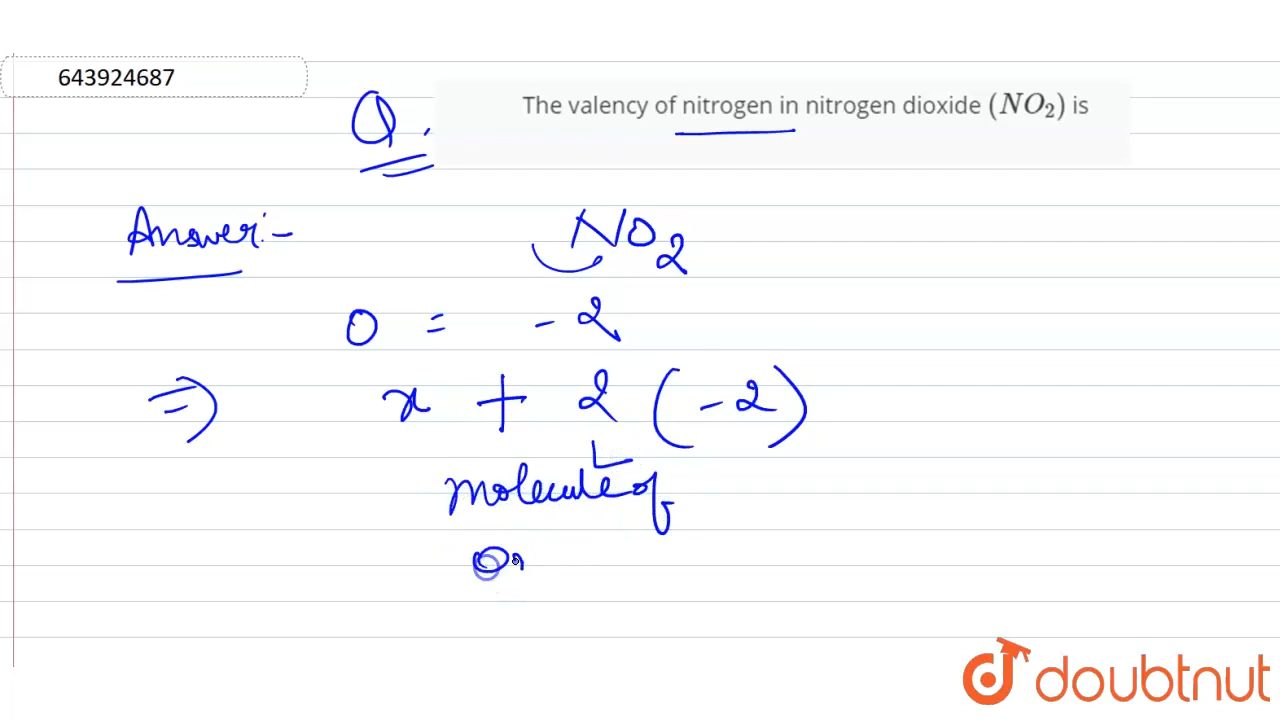 643924687
The valency of nitrogen in nitrogen dioxide (NO₂) is
Q.
Answer:-
NO₂
O = -2
⇒ x + 2 (-2)
molecule of
doubtnut